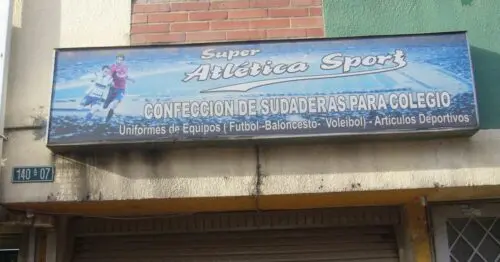 Super
Atlética Sport
CONFECCION DE SUDADERAS PARA COLEGIO
Uniformes de Equipos ( Futbol -Baloncesto- Voleibol) - Articulos Deportivos
140 a 07